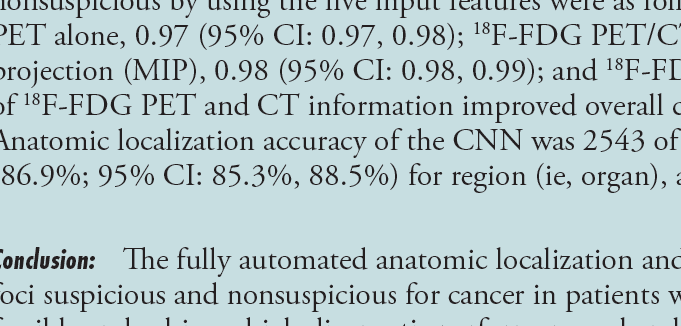 nonsuspicious by using the five input features were as fol
PET alone, 0.97 (95% CI: 0.97, 0.98); ¹⁸F-FDG PET/C
projection (MIP), 0.98 (95% CI: 0.98, 0.99); and ¹⁸F-FD
of ¹⁸F-FDG PET and CT information improved overall c
Anatomic localization accuracy of the CNN was 2543 of
86.9%; 95% CI: 85.3%, 88.5%) for region (ie, organ), a
Conclusion: The fully automated anatomic localization and
foci suspicious and nonsuspicious for cancer in patients w